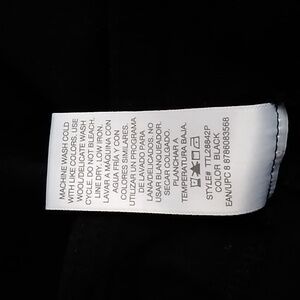 MACHINE WASH COLD
WITH LIKE COLORS, USE
WOOL/DELICATE WASH
CYCLE. DO NOT BLEACH.
LINE DRY. LOW IRON.
LAVAR A MÁQUINA CON
AGUA FRÍA Y CON
COLORES SIMILARES.
UTILIZAR UN PROGRAMA
DE LAVADO PARA
LANA/DELICADOS. NO
USAR BLANQUEADOR.
SECAR COLGADO.
PLANCHAR A
TEMPERATURA BAJA.
STYLE# TTL28842P
COLOR BLACK
EAN/UPC 8 8786083568